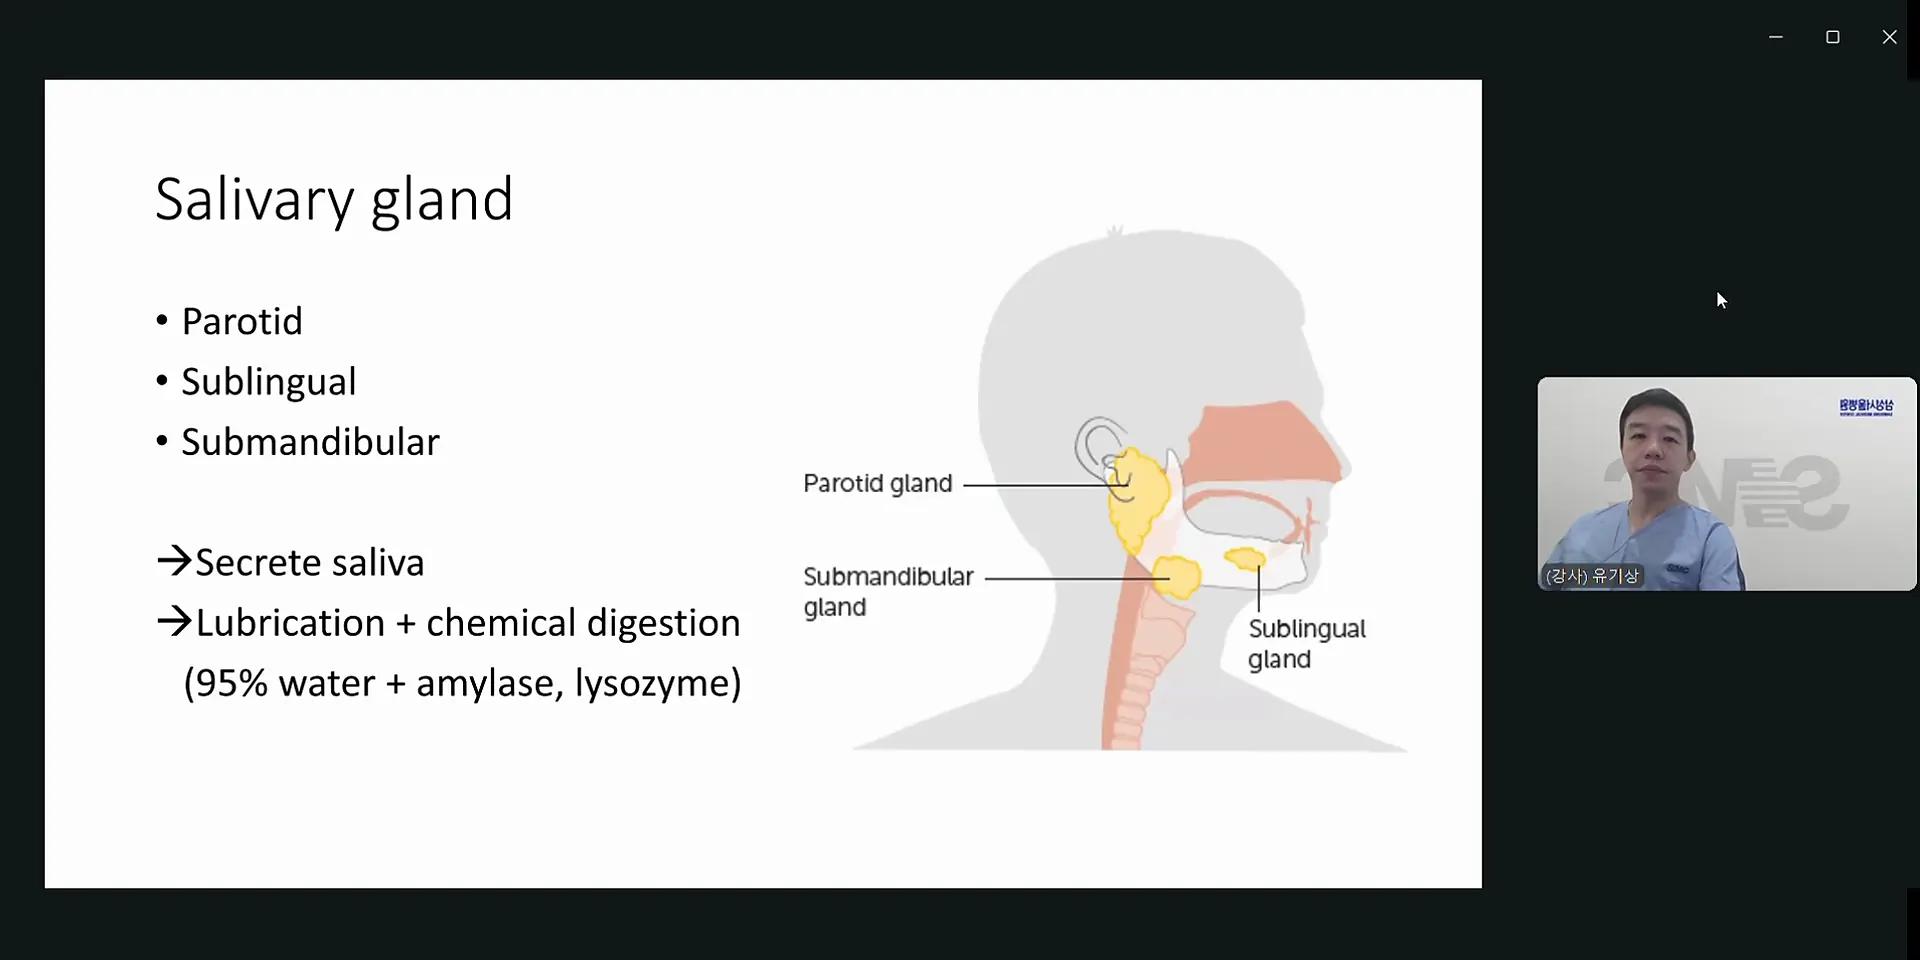 Salivary gland
• Parotid
• Sublingual
• Submandibular
→Secrete saliva
→Lubrication + chemical digestion
(95% water + amylase, lysozyme)
Parotid gland
Submandibular
gland
Sublingual
gland
(강사) 유기상
SMC